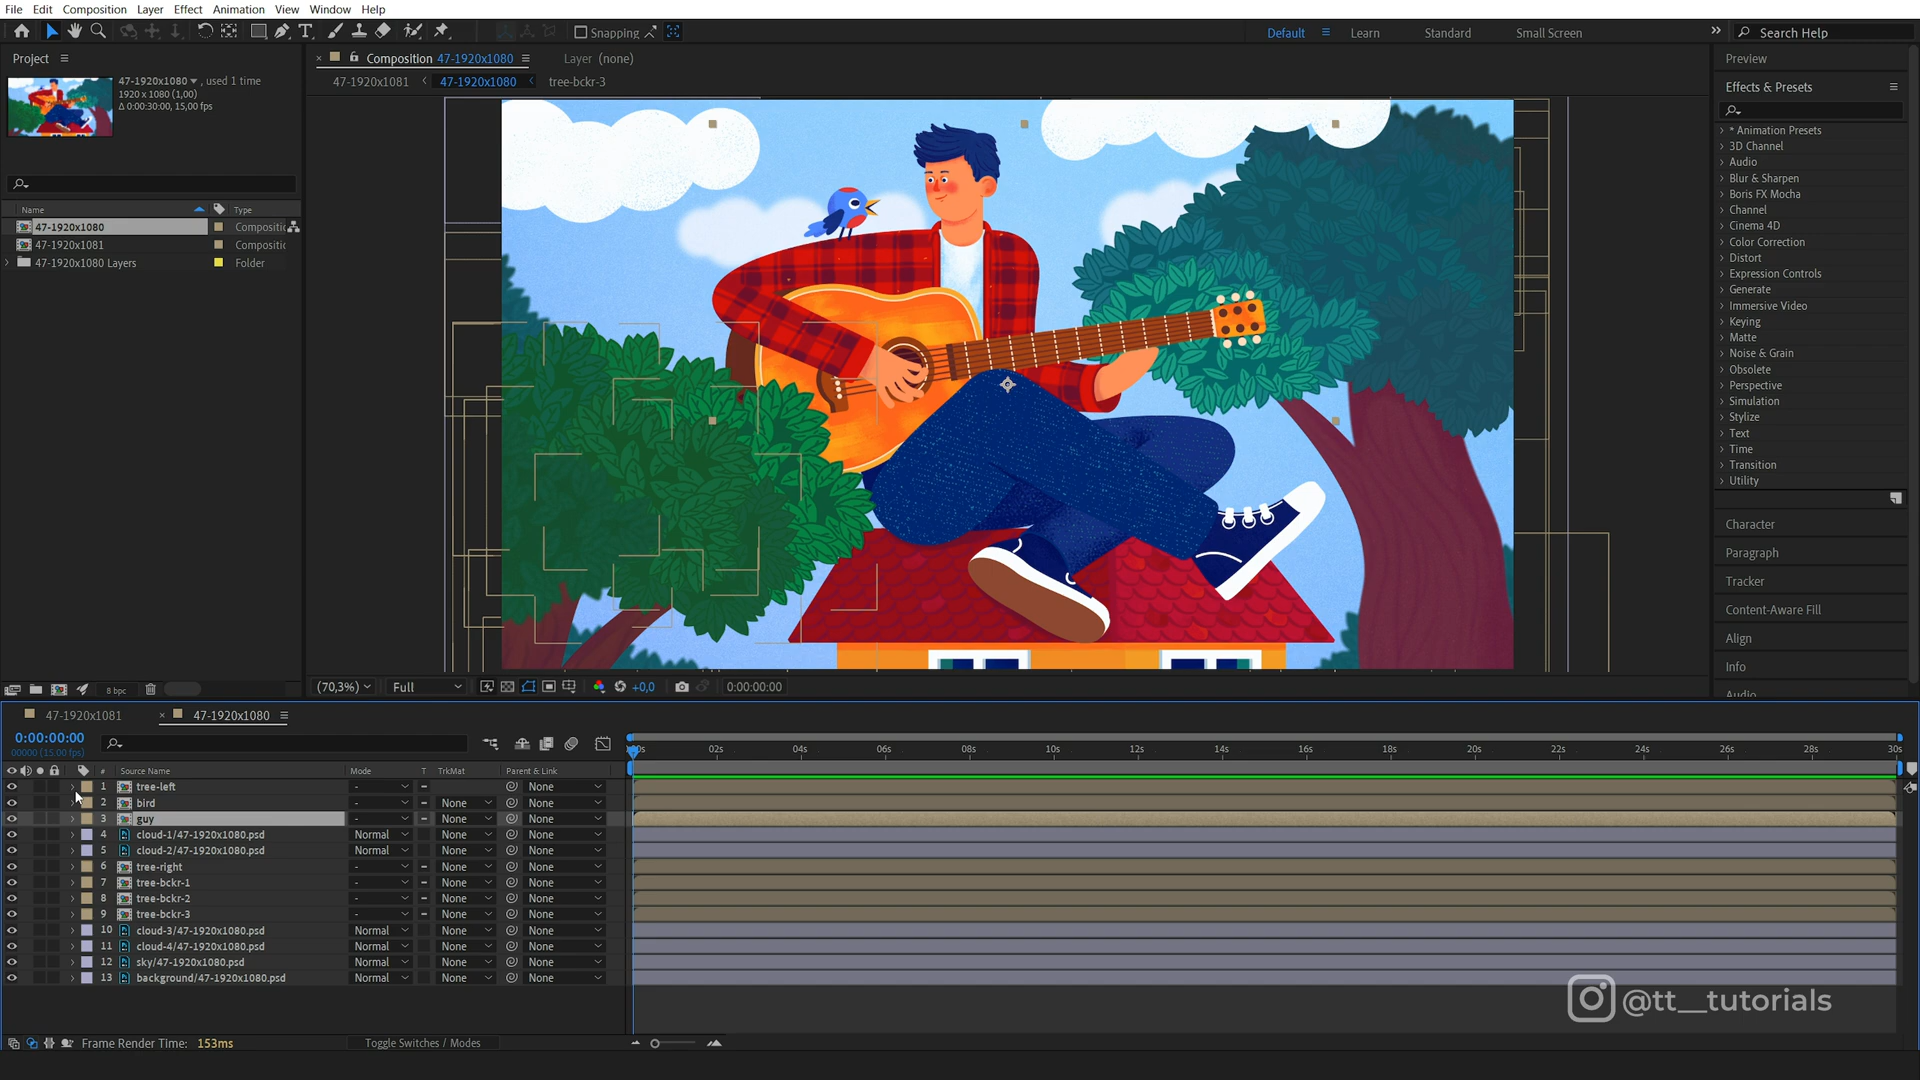 File Edit Composition Layer Effect Animation View Window Help
Snapping
Default Learn Standard Small Screen Search Help
Project
47-1920x1080 , used 1 time
1920 x 1080 (1,00)
Δ 0:00:30:00, 15,00 fps
Name Type
47-1920x1080 Compositic
47-1920x1081 Compositic
47-1920x1080 Layers Folder
8 bpc
Composition 47-1920x1080 Layer (none)
47-1920x1081 47-1920x1080 tree-bckr-3
(70,3%) Full +0,0 0:00:00:00
Preview
Effects & Presets
* Animation Presets
3D Channel
Audio
Blur & Sharpen
Boris FX Mocha
Channel
Cinema 4D
Color Correction
Distort
Expression Controls
Generate
Immersive Video
Keying
Matte
Noise & Grain
Obsolete
Perspective
Simulation
Stylize
Text
Time
Transition
Utility
Character
Paragraph
Tracker
Content-Aware Fill
Align
Info
Audio
47-1920x1081 47-1920x1080
0:00:00:00
00000 (15.00 fps)
02s 04s 06s 08s 10s 12s 14s 16s 18s 20s 22s 24s 26s 28s 30s
# Source Name Mode T TrkMat Parent & Link
1 tree-left - None
2 bird - None None
3 guy - None None
4 cloud-1/47-1920x1080.psd Normal None None
5 cloud-2/47-1920x1080.psd Normal None None
6 tree-right - None None
7 tree-bckr-1 - None None
8 tree-bckr-2 - None None
9 tree-bckr-3 - None None
10 cloud-3/47-1920x1080.psd Normal None None
11 cloud-4/47-1920x1080.psd Normal None None
12 sky/47-1920x1080.psd Normal None None
13 background/47-1920x1080.psd Normal None None
@tt__tutorials
Frame Render Time: 153ms Toggle Switches / Modes